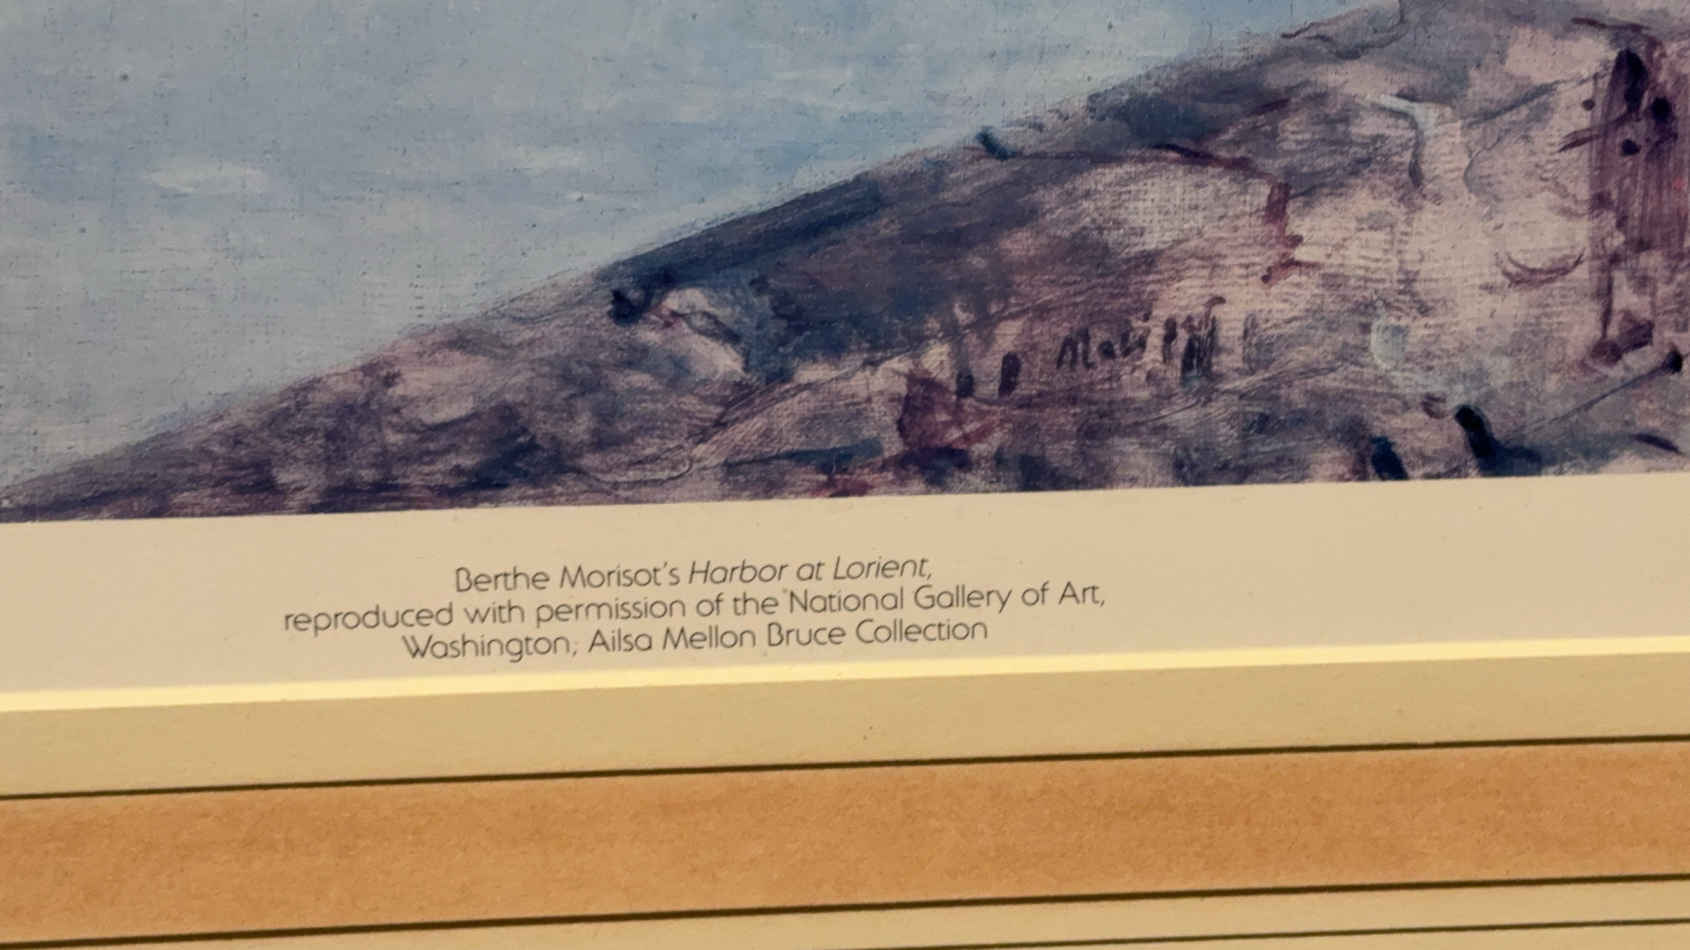 Berthe Morisot's Harbor at Lorient,
reproduced with permission of the National Gallery of Art,
Washington; Ailsa Mellon Bruce Collection